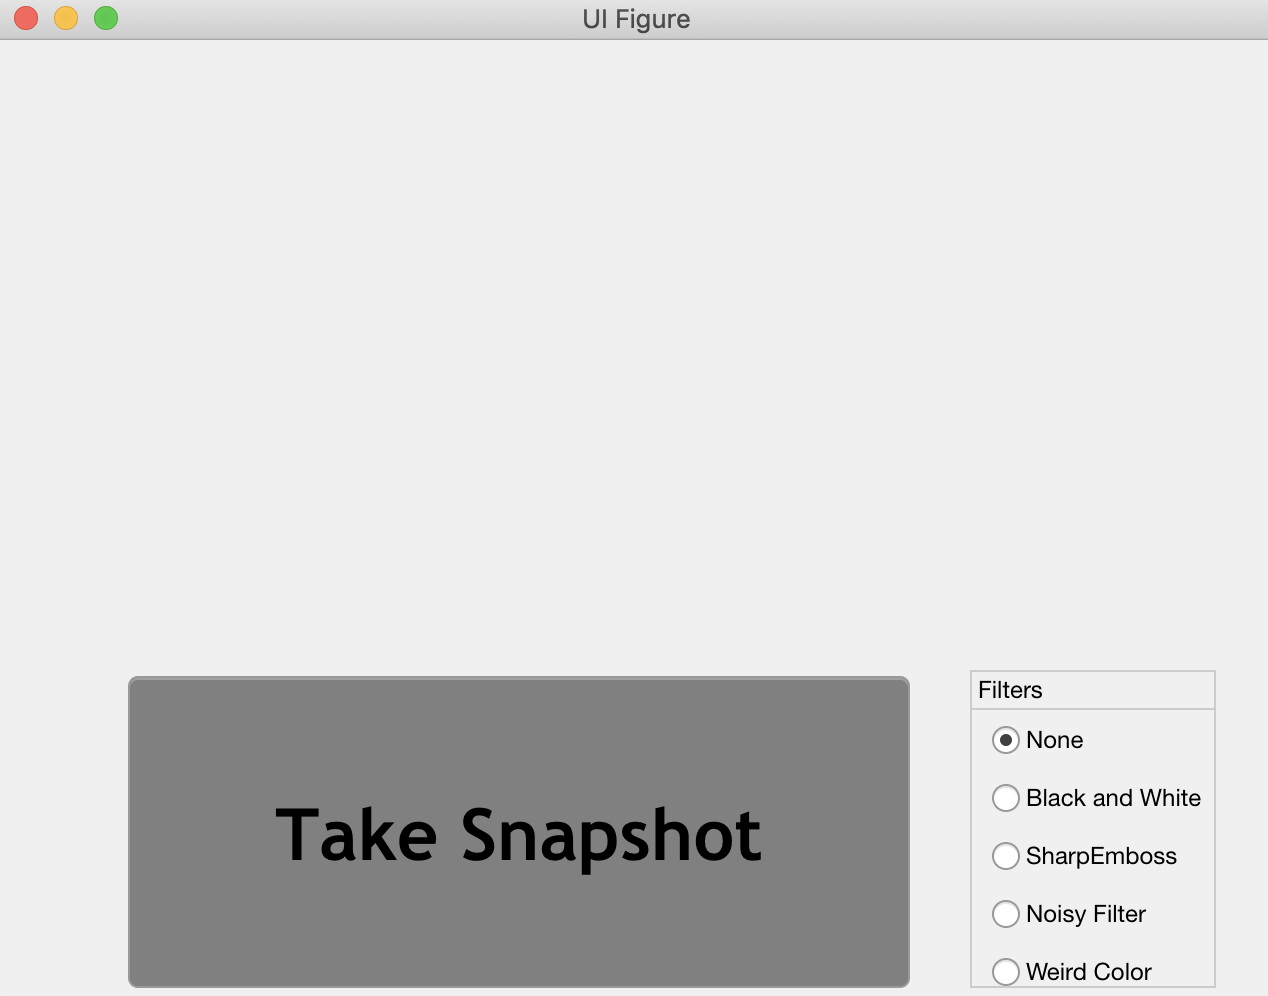 UI Figure
Take Snapshot
Filters
None
Black and White
SharpEmboss
Noisy Filter
Weird Color